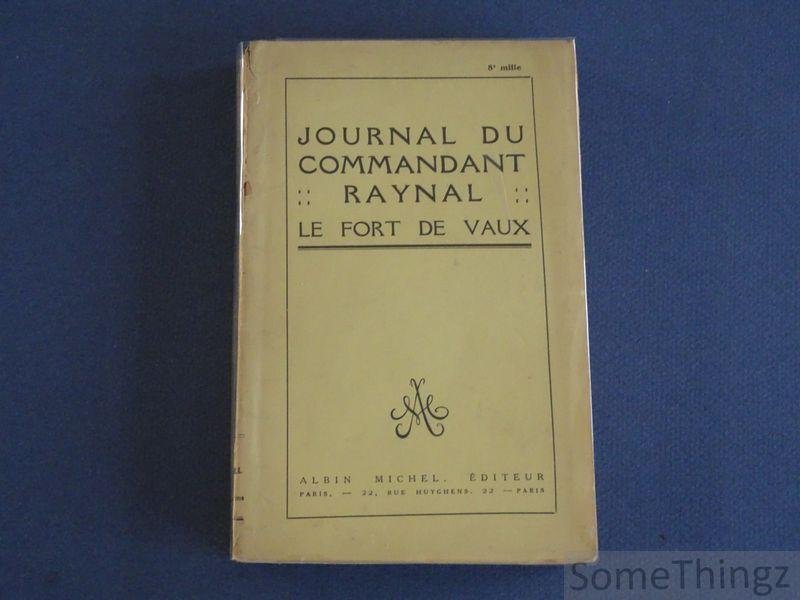 8e mille
JOURNAL DU
COMMANDANT
:: RAYNAL ::
LE FORT DE VAUX
ALBIN MICHEL. ÉDITEUR
PARIS, — 22, RUE HUYGHENS. 22 — PARIS
SomeThingz